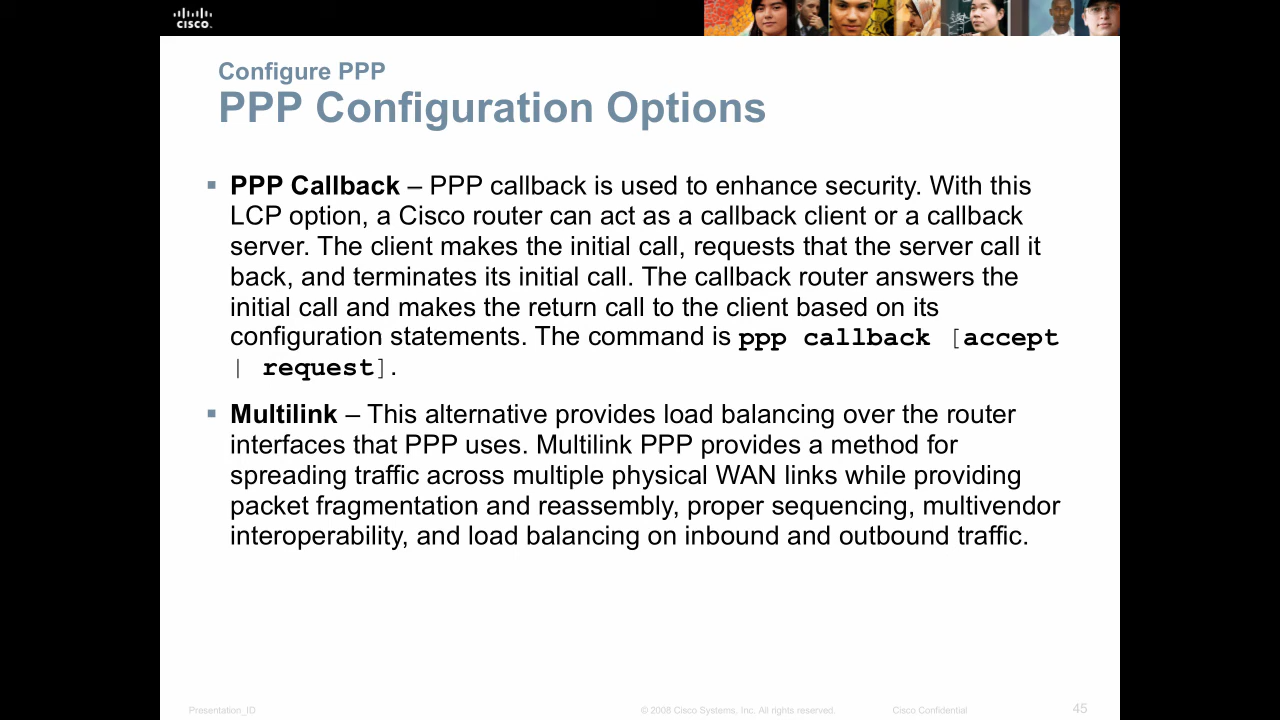 CISCO
Configure PPP
PPP Configuration Options
▪ PPP Callback – PPP callback is used to enhance security. With this
LCP option, a Cisco router can act as a callback client or a callback
server. The client makes the initial call, requests that the server call it
back, and terminates its initial call. The callback router answers the
initial call and makes the return call to the client based on its
configuration statements. The command is ppp callback [accept
| request].
▪ Multilink – This alternative provides load balancing over the router
interfaces that PPP uses. Multilink PPP provides a method for
spreading traffic across multiple physical WAN links while providing
packet fragmentation and reassembly, proper sequencing, multivendor
interoperability, and load balancing on inbound and outbound traffic.
Presentation_ID © 2008 Cisco Systems, Inc. All rights reserved. Cisco Confidential 45